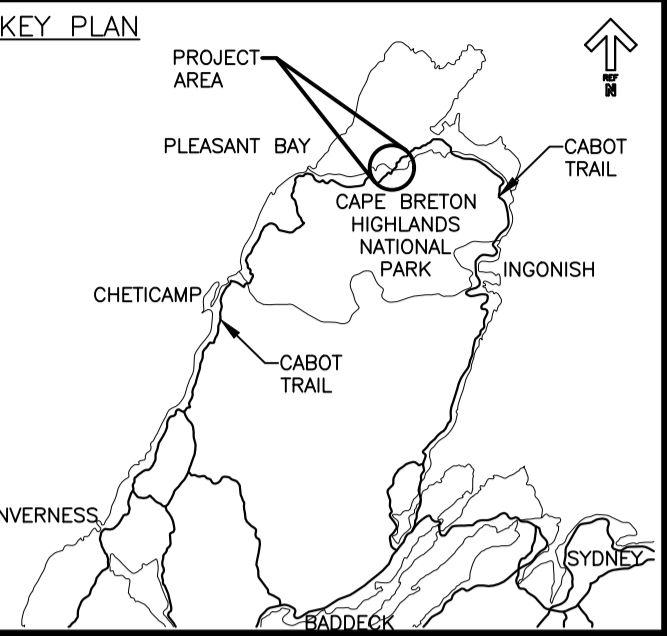 KEY PLAN
PROJECT
AREA
REF
N
PLEASANT BAY
CABOT
TRAIL
CAPE BRETON
HIGHLANDS
NATIONAL
PARK
INGONISH
CHETICAMP
CABOT
TRAIL
NVERNESS
SYDNEY
BADDECK